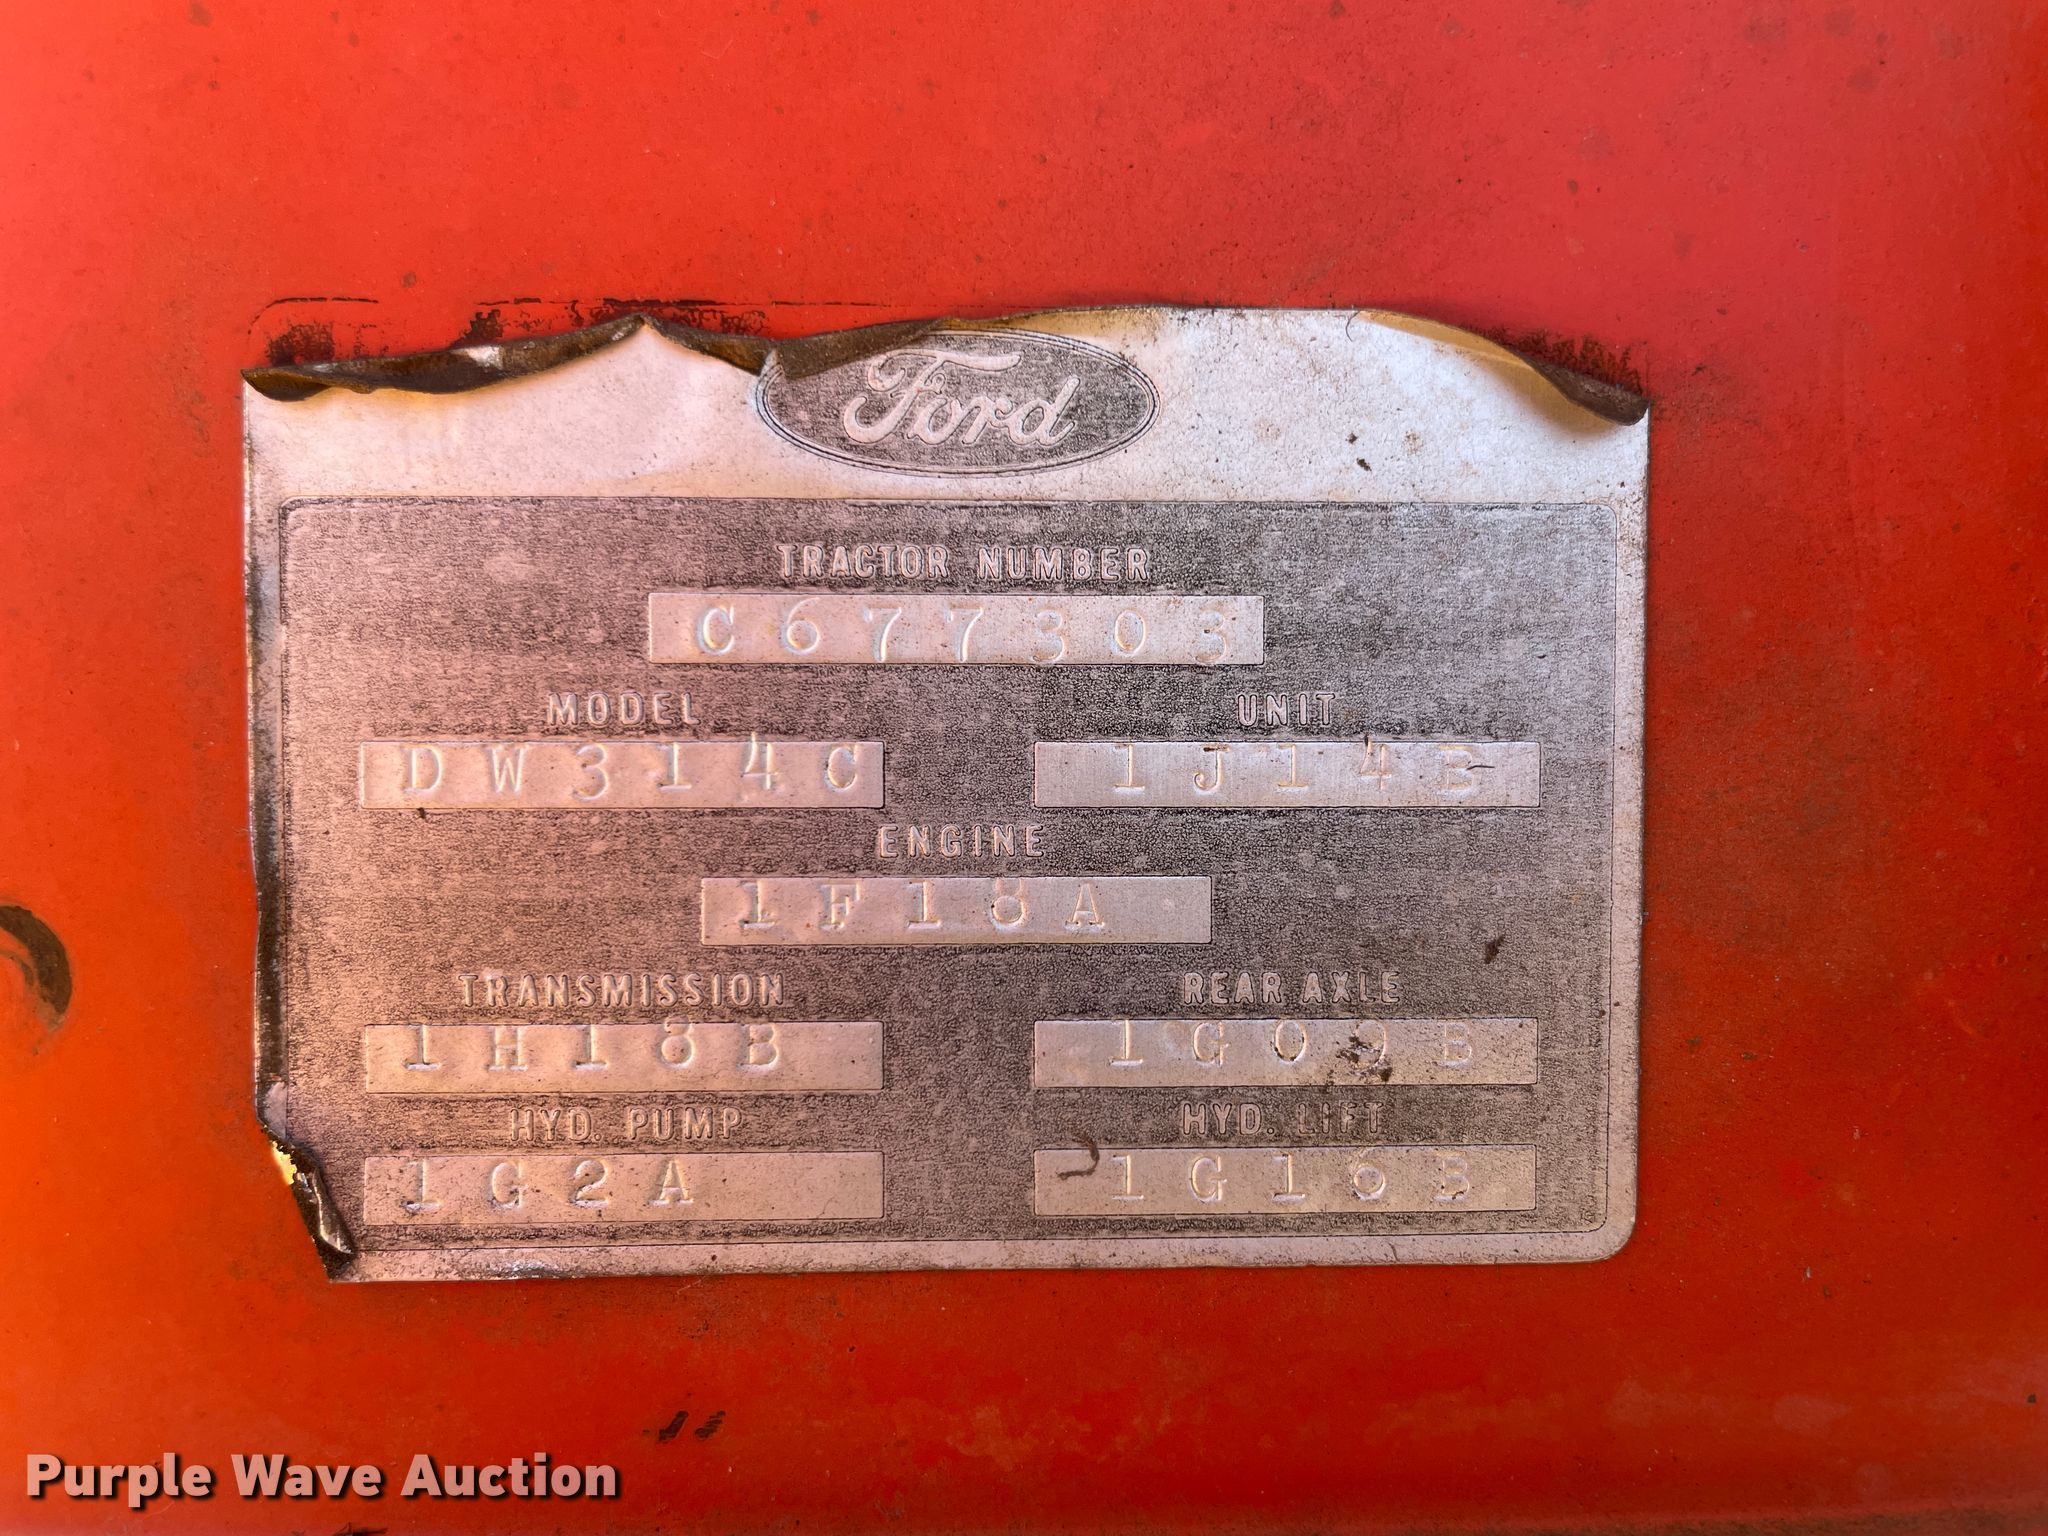 Ford
TRACTOR NUMBER
C677303
MODEL UNIT
DW314C 1J14B
ENGINE
1F18A
TRANSMISSION REAR AXLE
1H18B 1G09B
HYD. PUMP HYD. LIFT
1G2A 1G16B
Purple Wave Auction